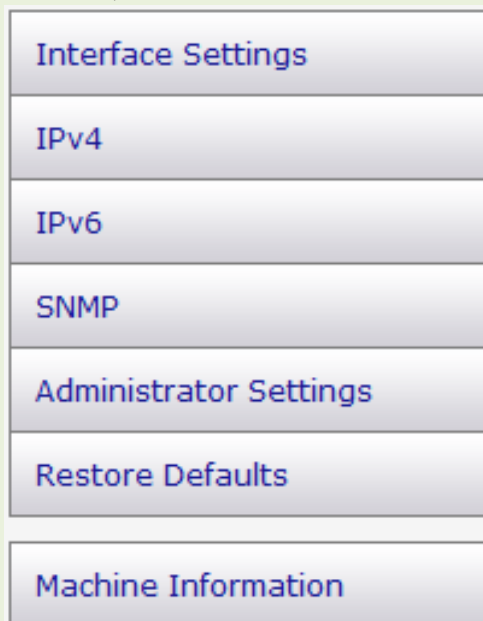 Interface Settings
IPv4
IPv6
SNMP
Administrator Settings
Restore Defaults
Machine Information